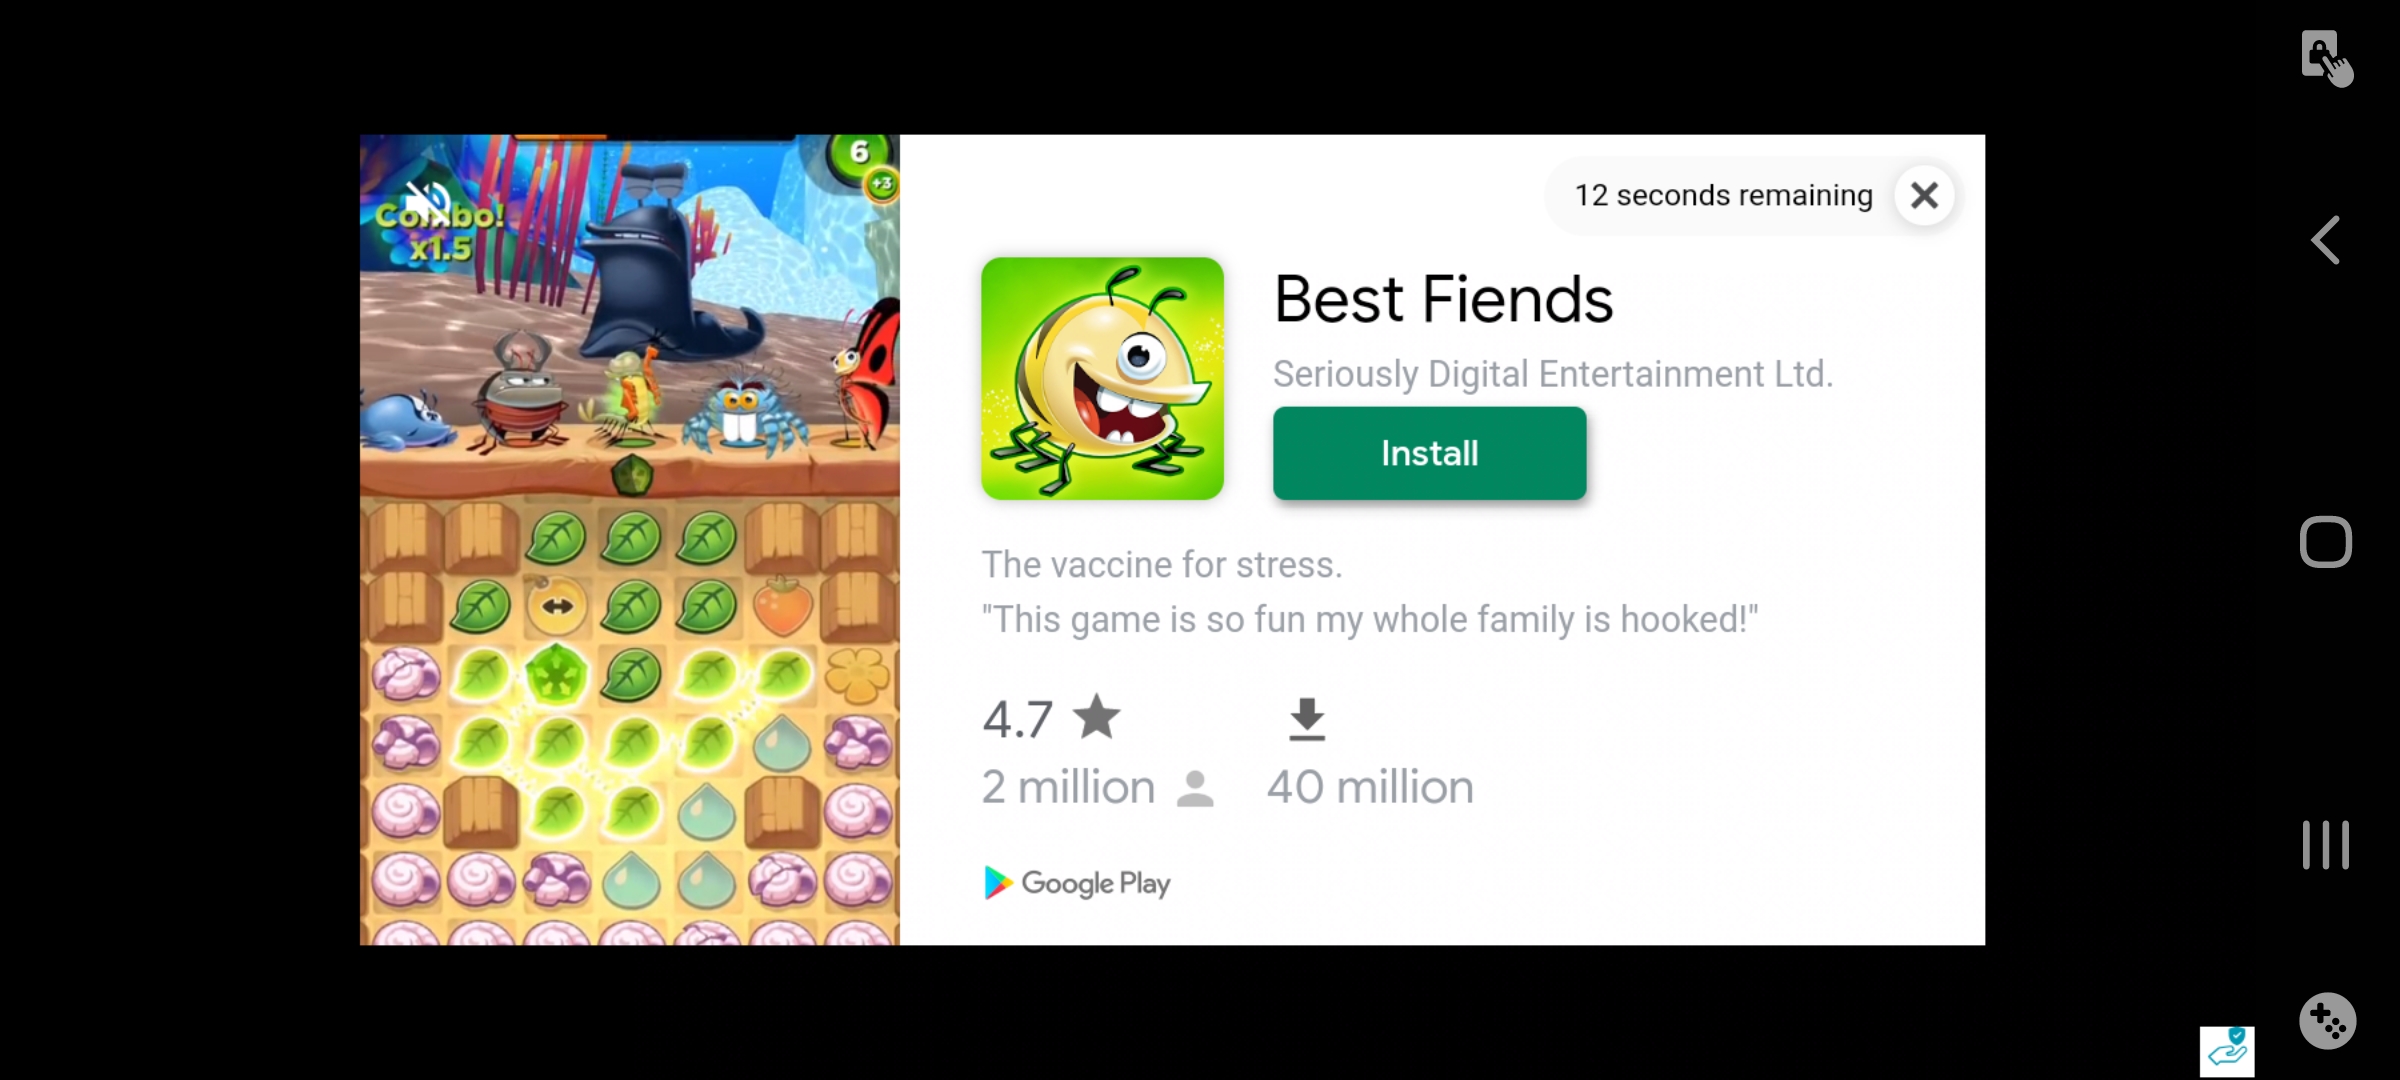 6
+3
Combo!
x1.5
12 seconds remaining
Best Fiends
Seriously Digital Entertainment Ltd.
Install
The vaccine for stress.
"This game is so fun my whole family is hooked!"
4.7
2 million
40 million
Google Play